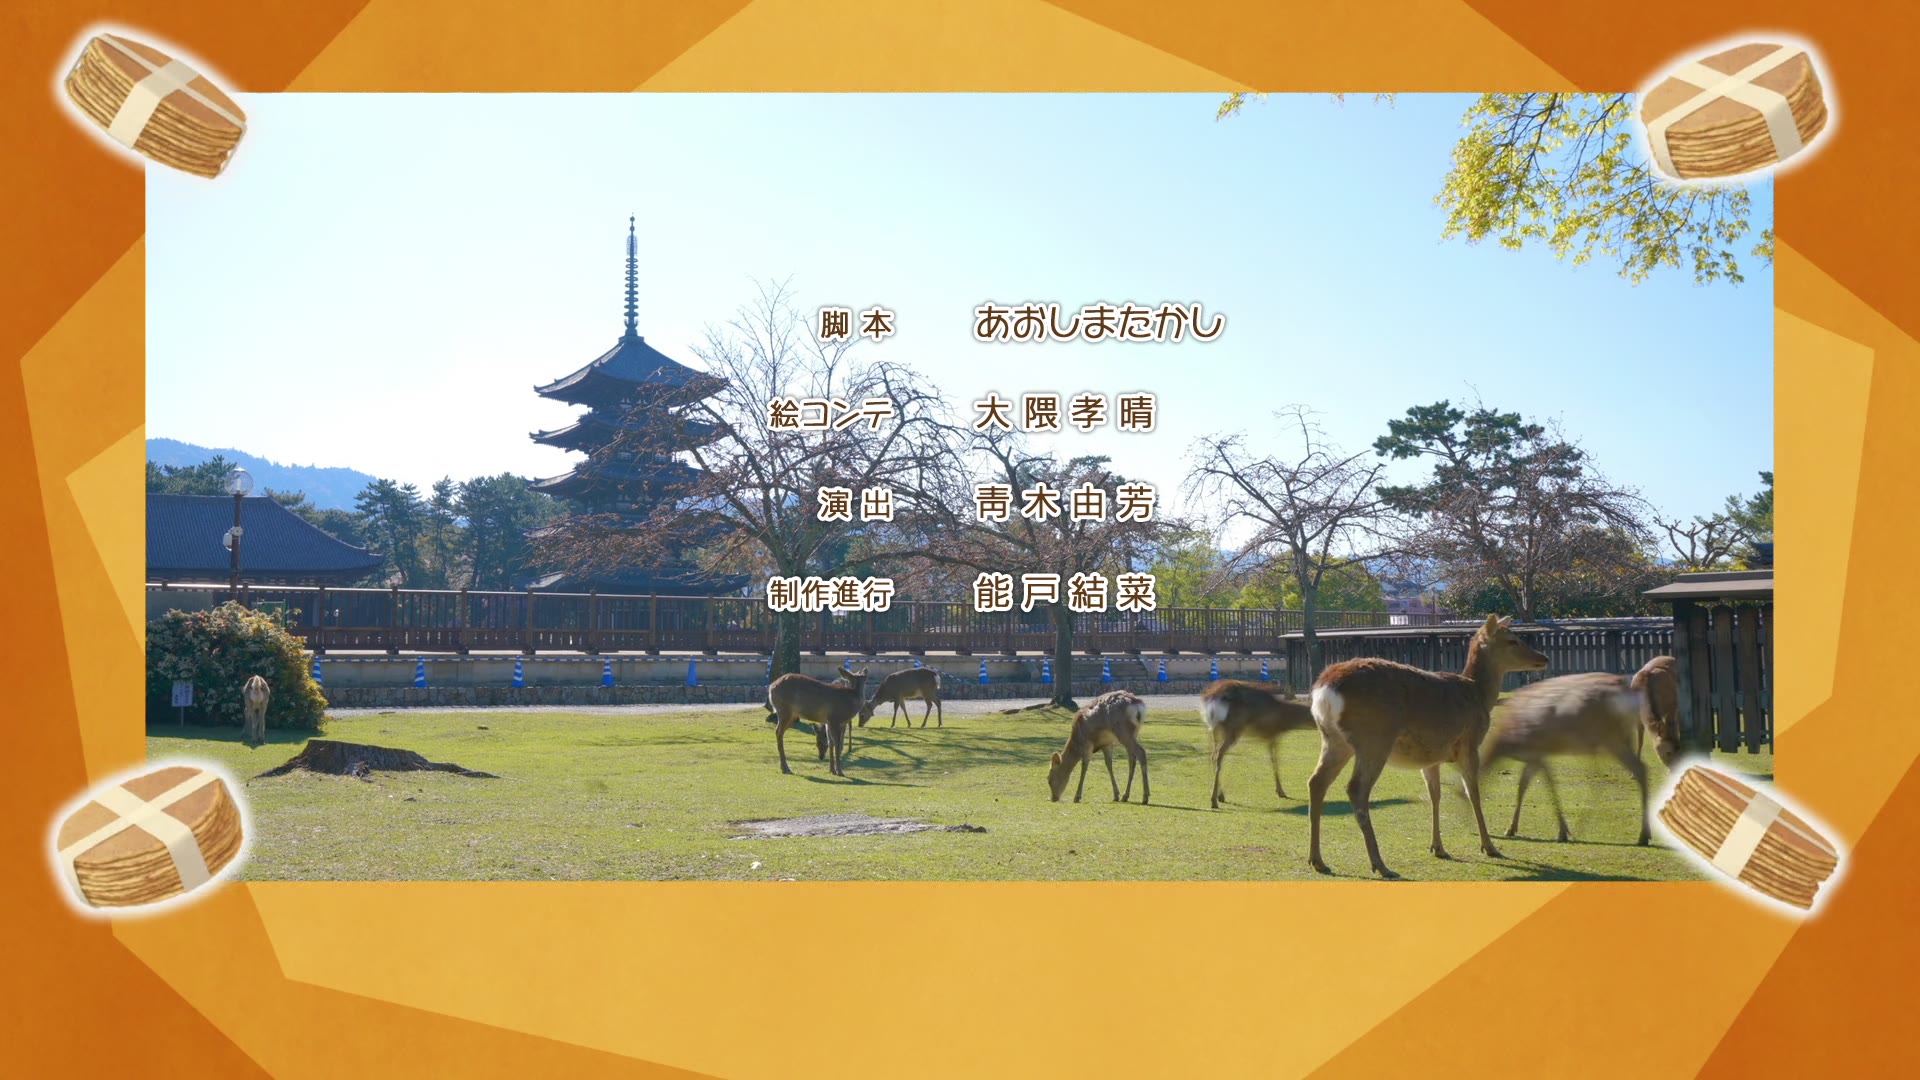 脚本 あおしまたかし
絵コンテ 大隈孝晴
演出 青木由芳
制作進行 能戸結菜